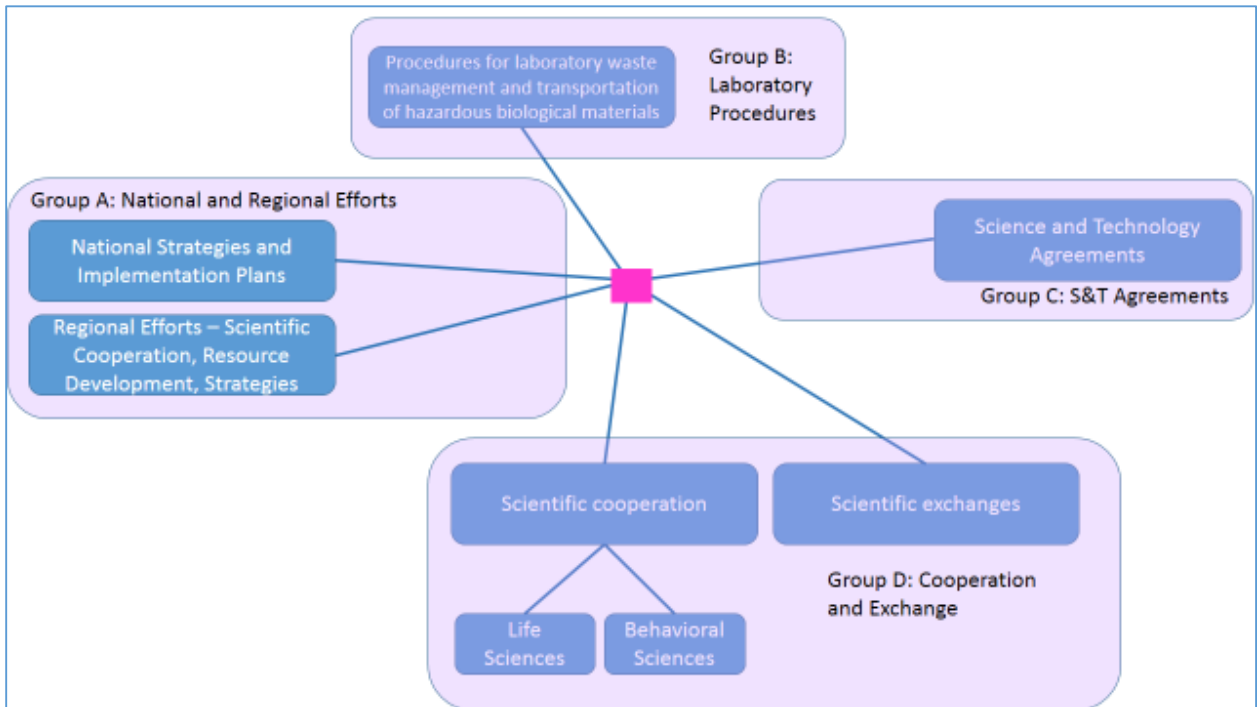 Procedures for laboratory waste
management and transportation
of hazardous biological materials
Group B:
Laboratory
Procedures
Group A: National and Regional Efforts
National Strategies and
Implementation Plans
Regional Efforts – Scientific
Cooperation, Resource
Development, Strategies
Science and Technology
Agreements
Group C: S&T Agreements
Scientific cooperation
Scientific exchanges
Life
Sciences
Behavioral
Sciences
Group D: Cooperation
and Exchange